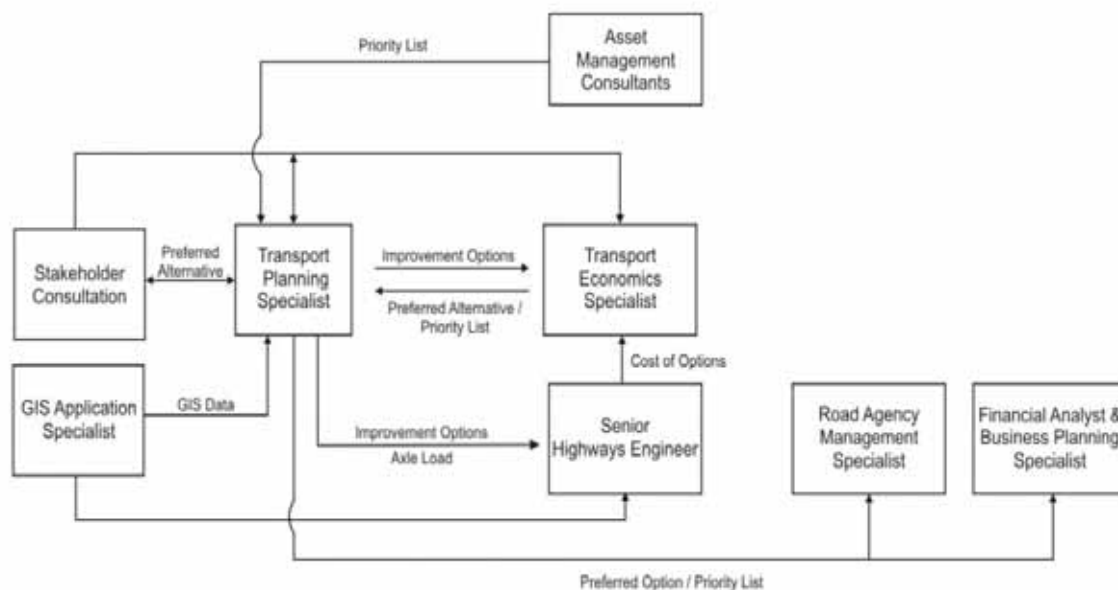 Priority List
Asset
Management
Consultants
Stakeholder
Consultation
Preferred
Alternative
Transport
Planning
Specialist
Improvement Options
Preferred Alternative /
Priority List
Transport
Economics
Specialist
Cost of Options
GIS Application
Specialist
GIS Data
Improvement Options
Axle Load
Senior
Highways Engineer
Road Agency
Management
Specialist
Financial Analyst &
Business Planning
Specialist
Preferred Option / Priority List